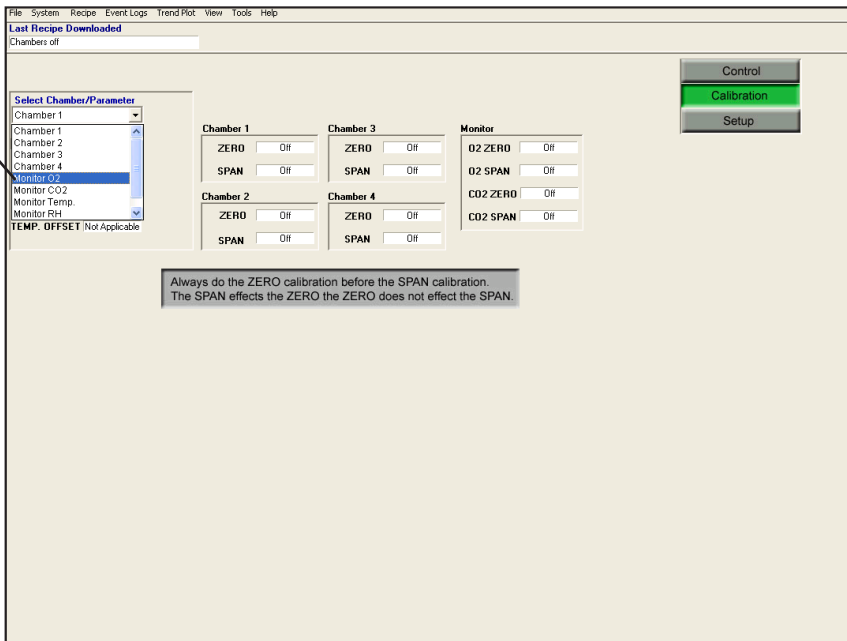 File System Recipe Event Logs Trend Plot View Tools Help
Last Recipe Downloaded
Chambers off
Control
Calibration
Setup
Select Chamber/Parameter
Chamber 1
Chamber 1
Chamber 2
Chamber 3
Chamber 4
Monitor O2
Monitor CO2
Monitor Temp.
Monitor RH
TEMP. OFFSET Not Applicable
Chamber 1
ZERO Off
SPAN Off
Chamber 2
ZERO Off
SPAN Off
Chamber 3
ZERO Off
SPAN Off
Chamber 4
ZERO Off
SPAN Off
Monitor
O2 ZERO Off
O2 SPAN Off
CO2 ZERO Off
CO2 SPAN Off
Always do the ZERO calibration before the SPAN calibration.
The SPAN effects the ZERO the ZERO does not effect the SPAN.